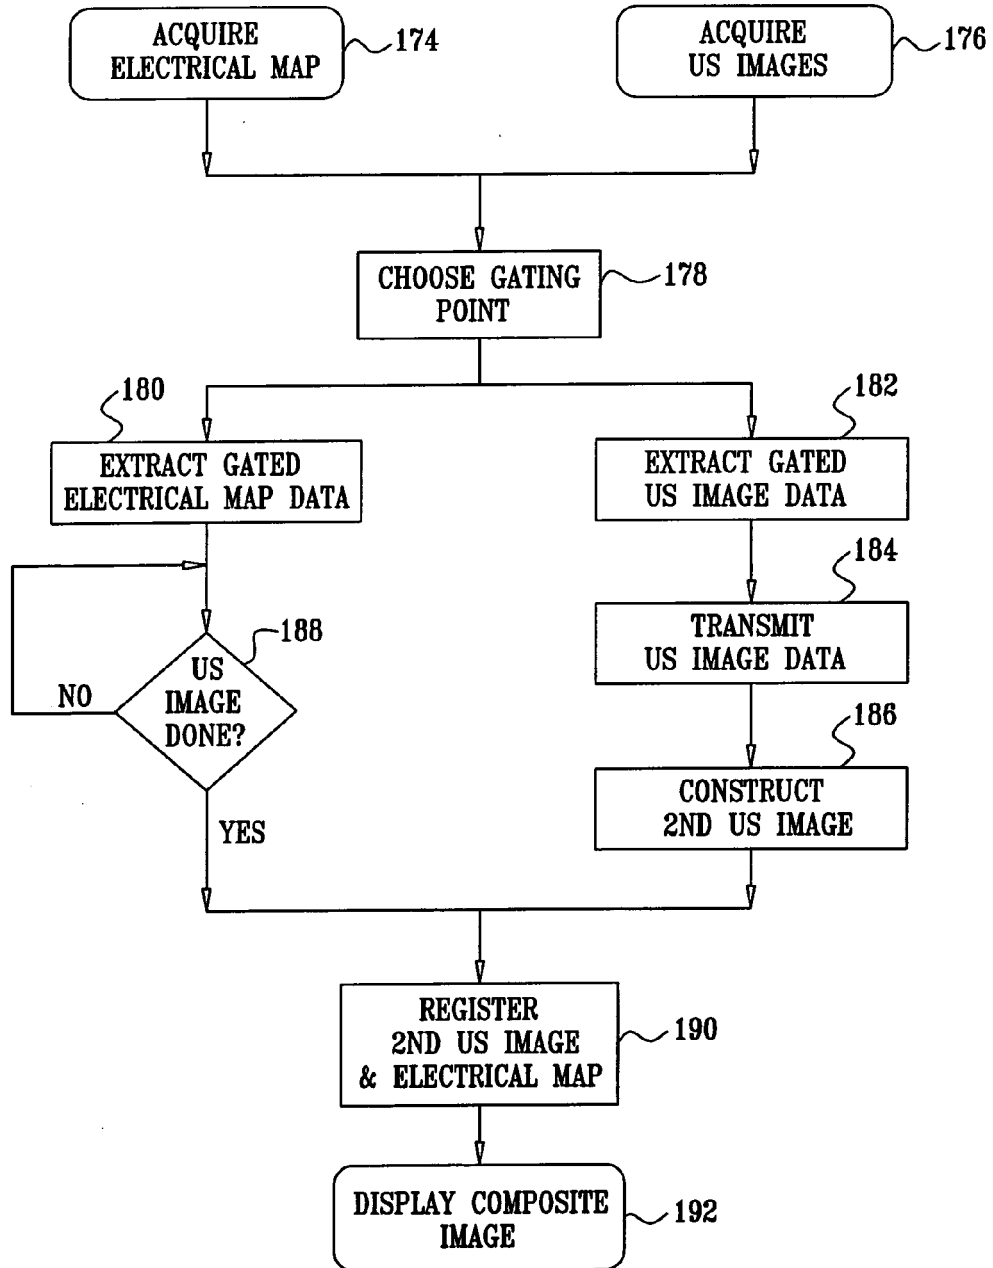 ACQUIRE
ELECTRICAL MAP
174
ACQUIRE
US IMAGES
176
CHOOSE GATING
POINT
178
180
EXTRACT GATED
ELECTRICAL MAP DATA
182
EXTRACT GATED
US IMAGE DATA
184
TRANSMIT
US IMAGE DATA
188
US
IMAGE
DONE?
NO
YES
186
CONSTRUCT
2ND US IMAGE
REGISTER
2ND US IMAGE
& ELECTRICAL MAP
190
DISPLAY COMPOSITE
IMAGE
192